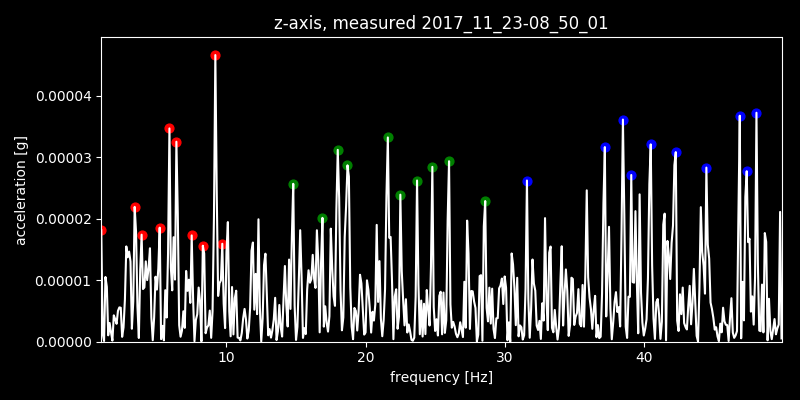 z-axis, measured 2017_11_23-08_50_01
acceleration [g]
0.00004
0.00003
0.00002
0.00001
0.00000
10 20 30 40
frequency [Hz]